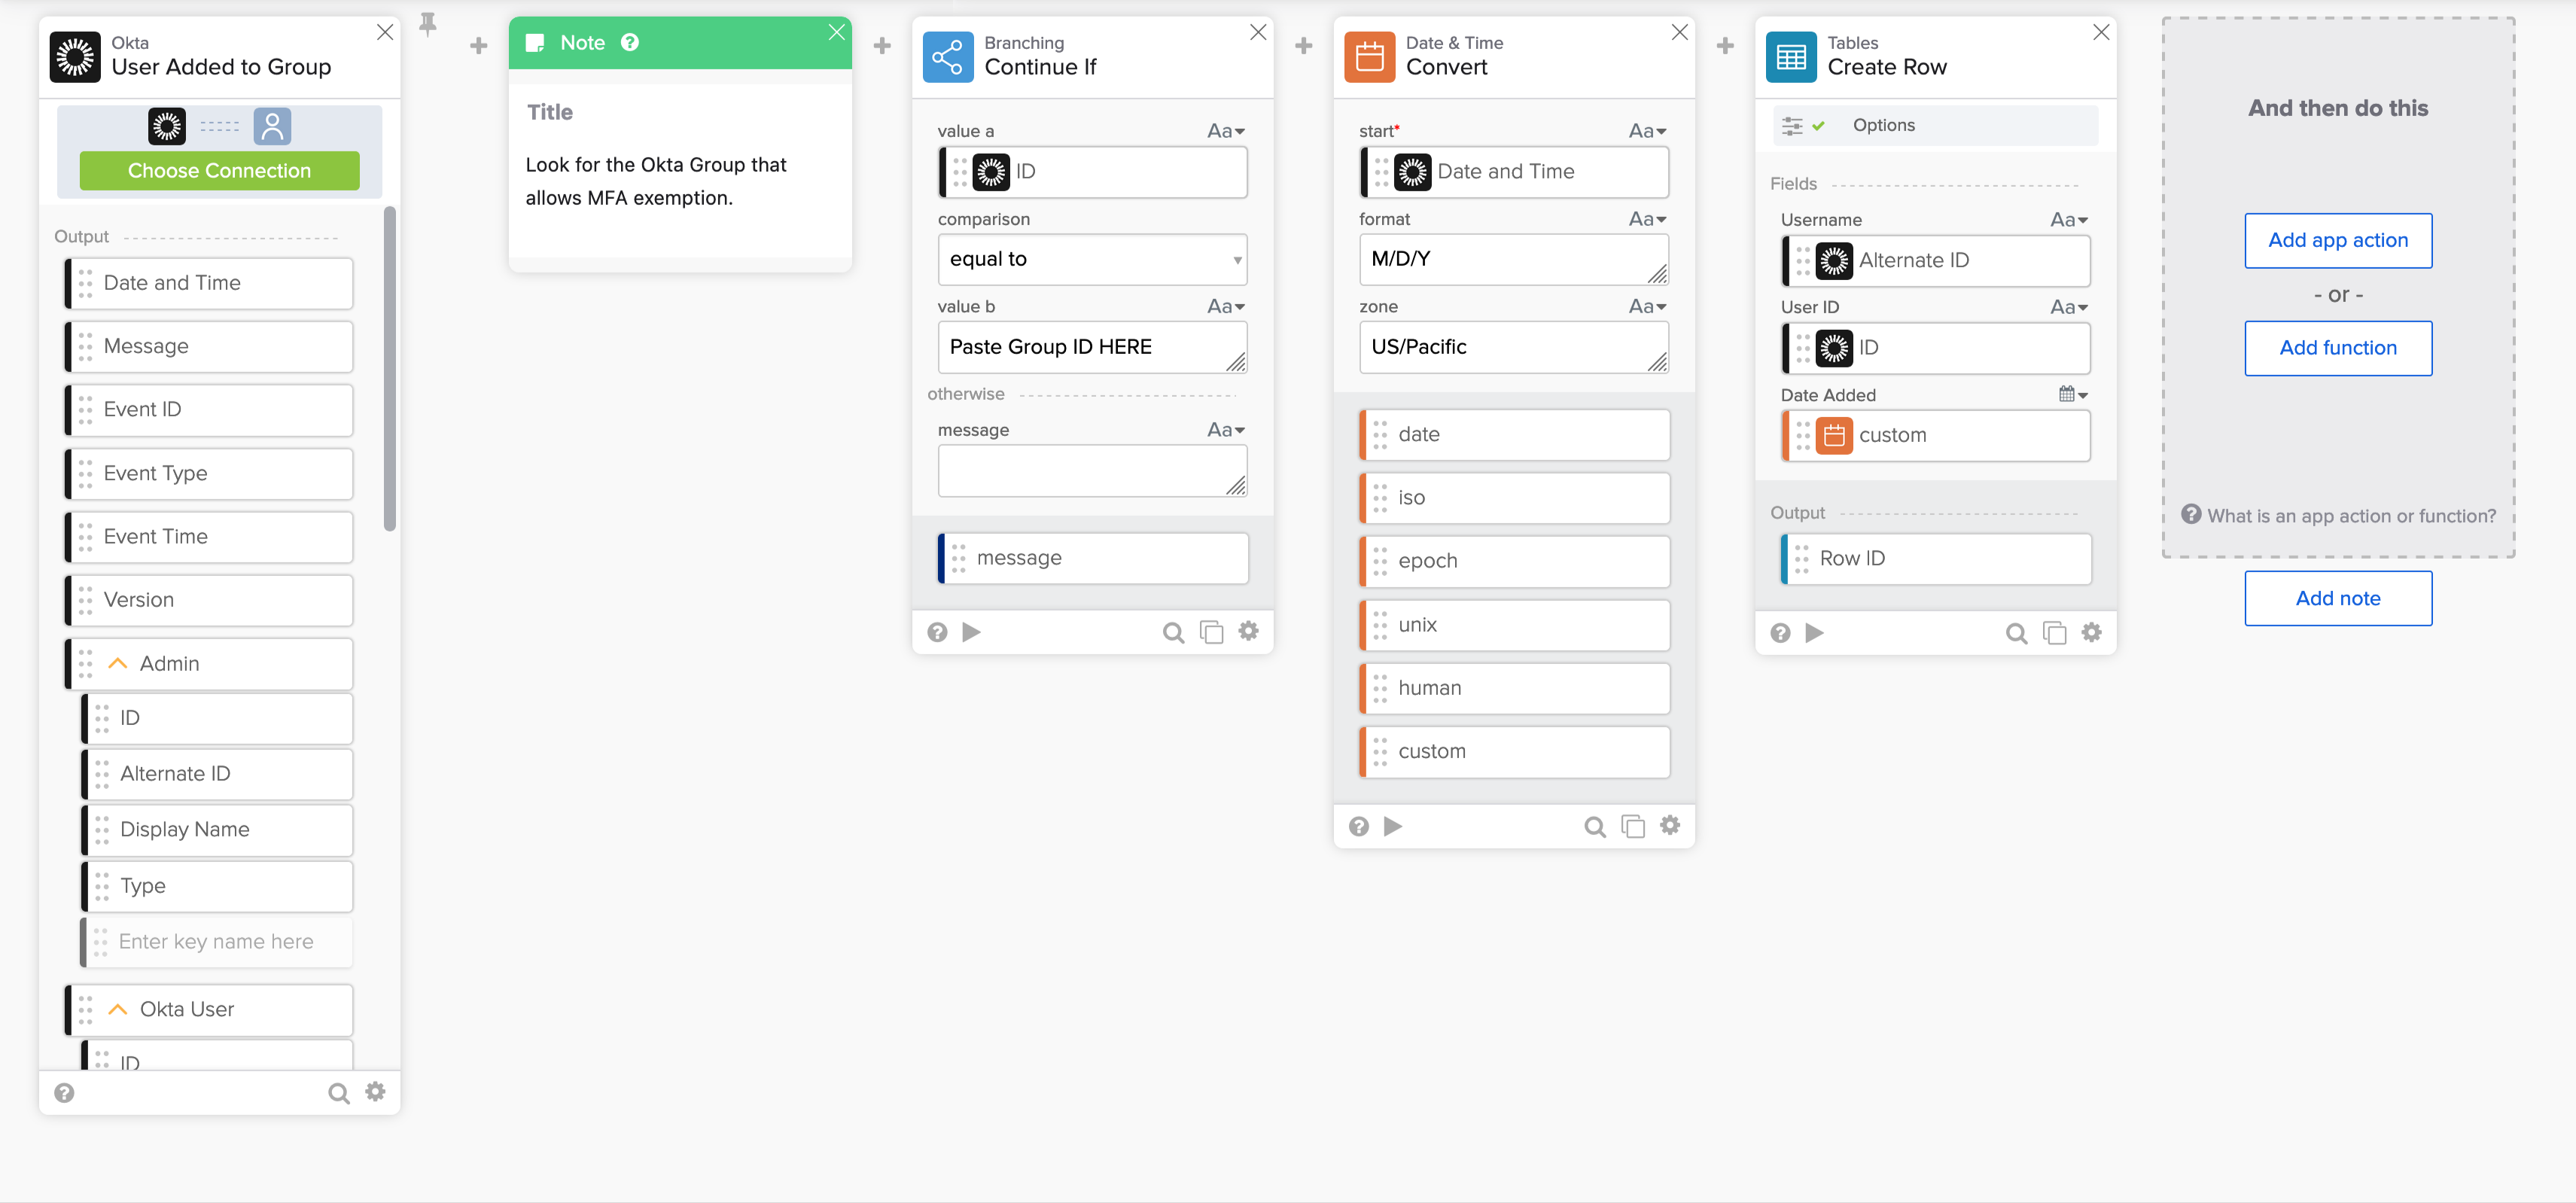 Okta
User Added to Group
Choose Connection
Output
Date and Time
Message
Event ID
Event Type
Event Time
Version
Admin
ID
Alternate ID
Display Name
Type
Enter key name here
Okta User
ID
Note
Title
Look for the Okta Group that
allows MFA exemption.
Branching
Continue If
value a Aa
ID
comparison
equal to
value b Aa
Paste Group ID HERE
otherwise
message Aa
message
Date & Time
Convert
start* Aa
Date and Time
format Aa
M/D/Y
zone Aa
US/Pacific
date
iso
epoch
unix
human
custom
Tables
Create Row
Options
Fields
Username Aa
Alternate ID
User ID Aa
ID
Date Added
custom
Output
Row ID
And then do this
Add app action
- or -
Add function
What is an app action or function?
Add note